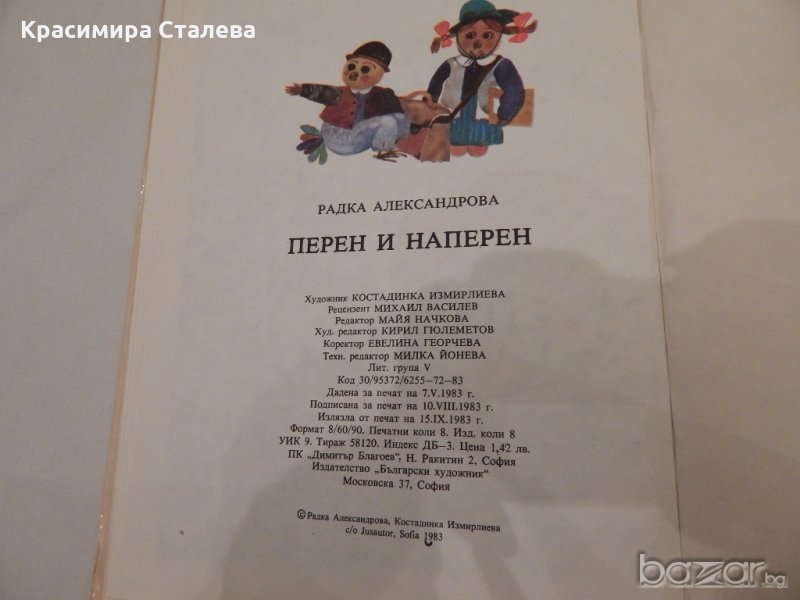 Красимира Сталева
РАДКА АЛЕКСАНДРОВА
ПЕРЕН И НАПЕРЕН
Художник КОСТАДИНКА ИЗМИРЛИЕВА
Рецензент МИХАИЛ ВАСИЛЕВ
Редактор МАЙЯ НАЧКОВА
Худ. редактор КИРИЛ ГЮЛЕМЕТОВ
Коректор ЕВЕЛИНА ГЕОРЧЕВА
Техн. редактор МИЛКА ЙОНЕВА
Лит. група V
Код 30/95372/6255—72—83
Дадена за печат на 7.V.1983 г.
Подписана за печат на 10.VIII.1983 г.
Излязла от печат на 15.IX.1983 г.
Формат 8/60/90. Печатни коли 8. Изд. коли 8
УИК 9. Тираж 58120. Индекс ДБ—3. Цена 1,42 лв.
ПК „Димитър Благоев“, Н. Ракитин 2, София
Издателство „Български художник“
Московска 37, София
©Радка Александрова, Костадинка Измирлиева
c/o Jusautor, Sofia 1983
bazar.bg